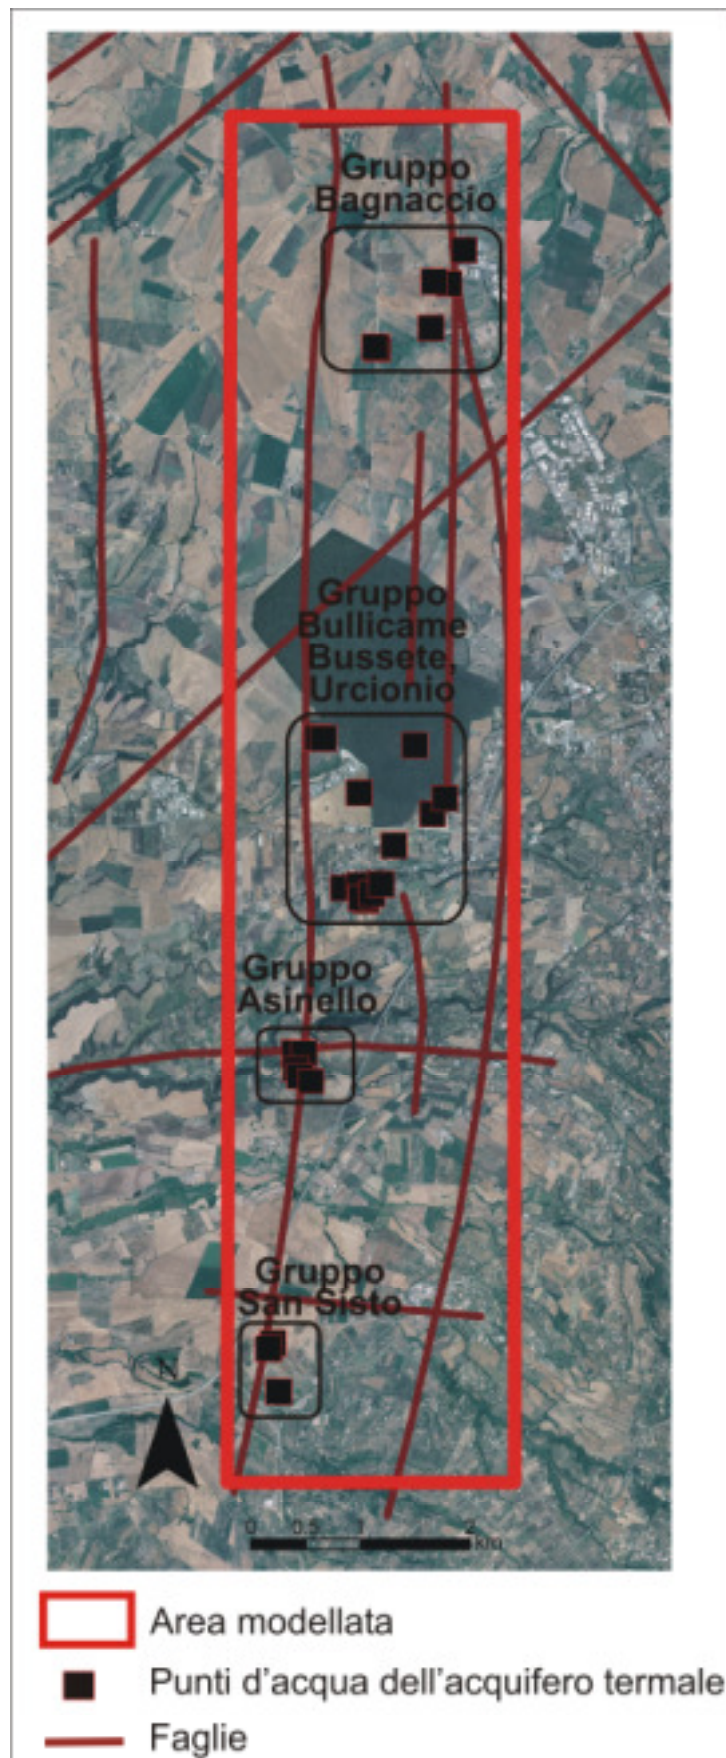 Gruppo
Bagnaccio
Gruppo
Bullicame
Bussete,
Urcionio
Gruppo
Asinello
Gruppo
San Sisto
N
0 0.5 1 2
km
Area modellata
Punti d'acqua dell'acquifero termale
Faglie